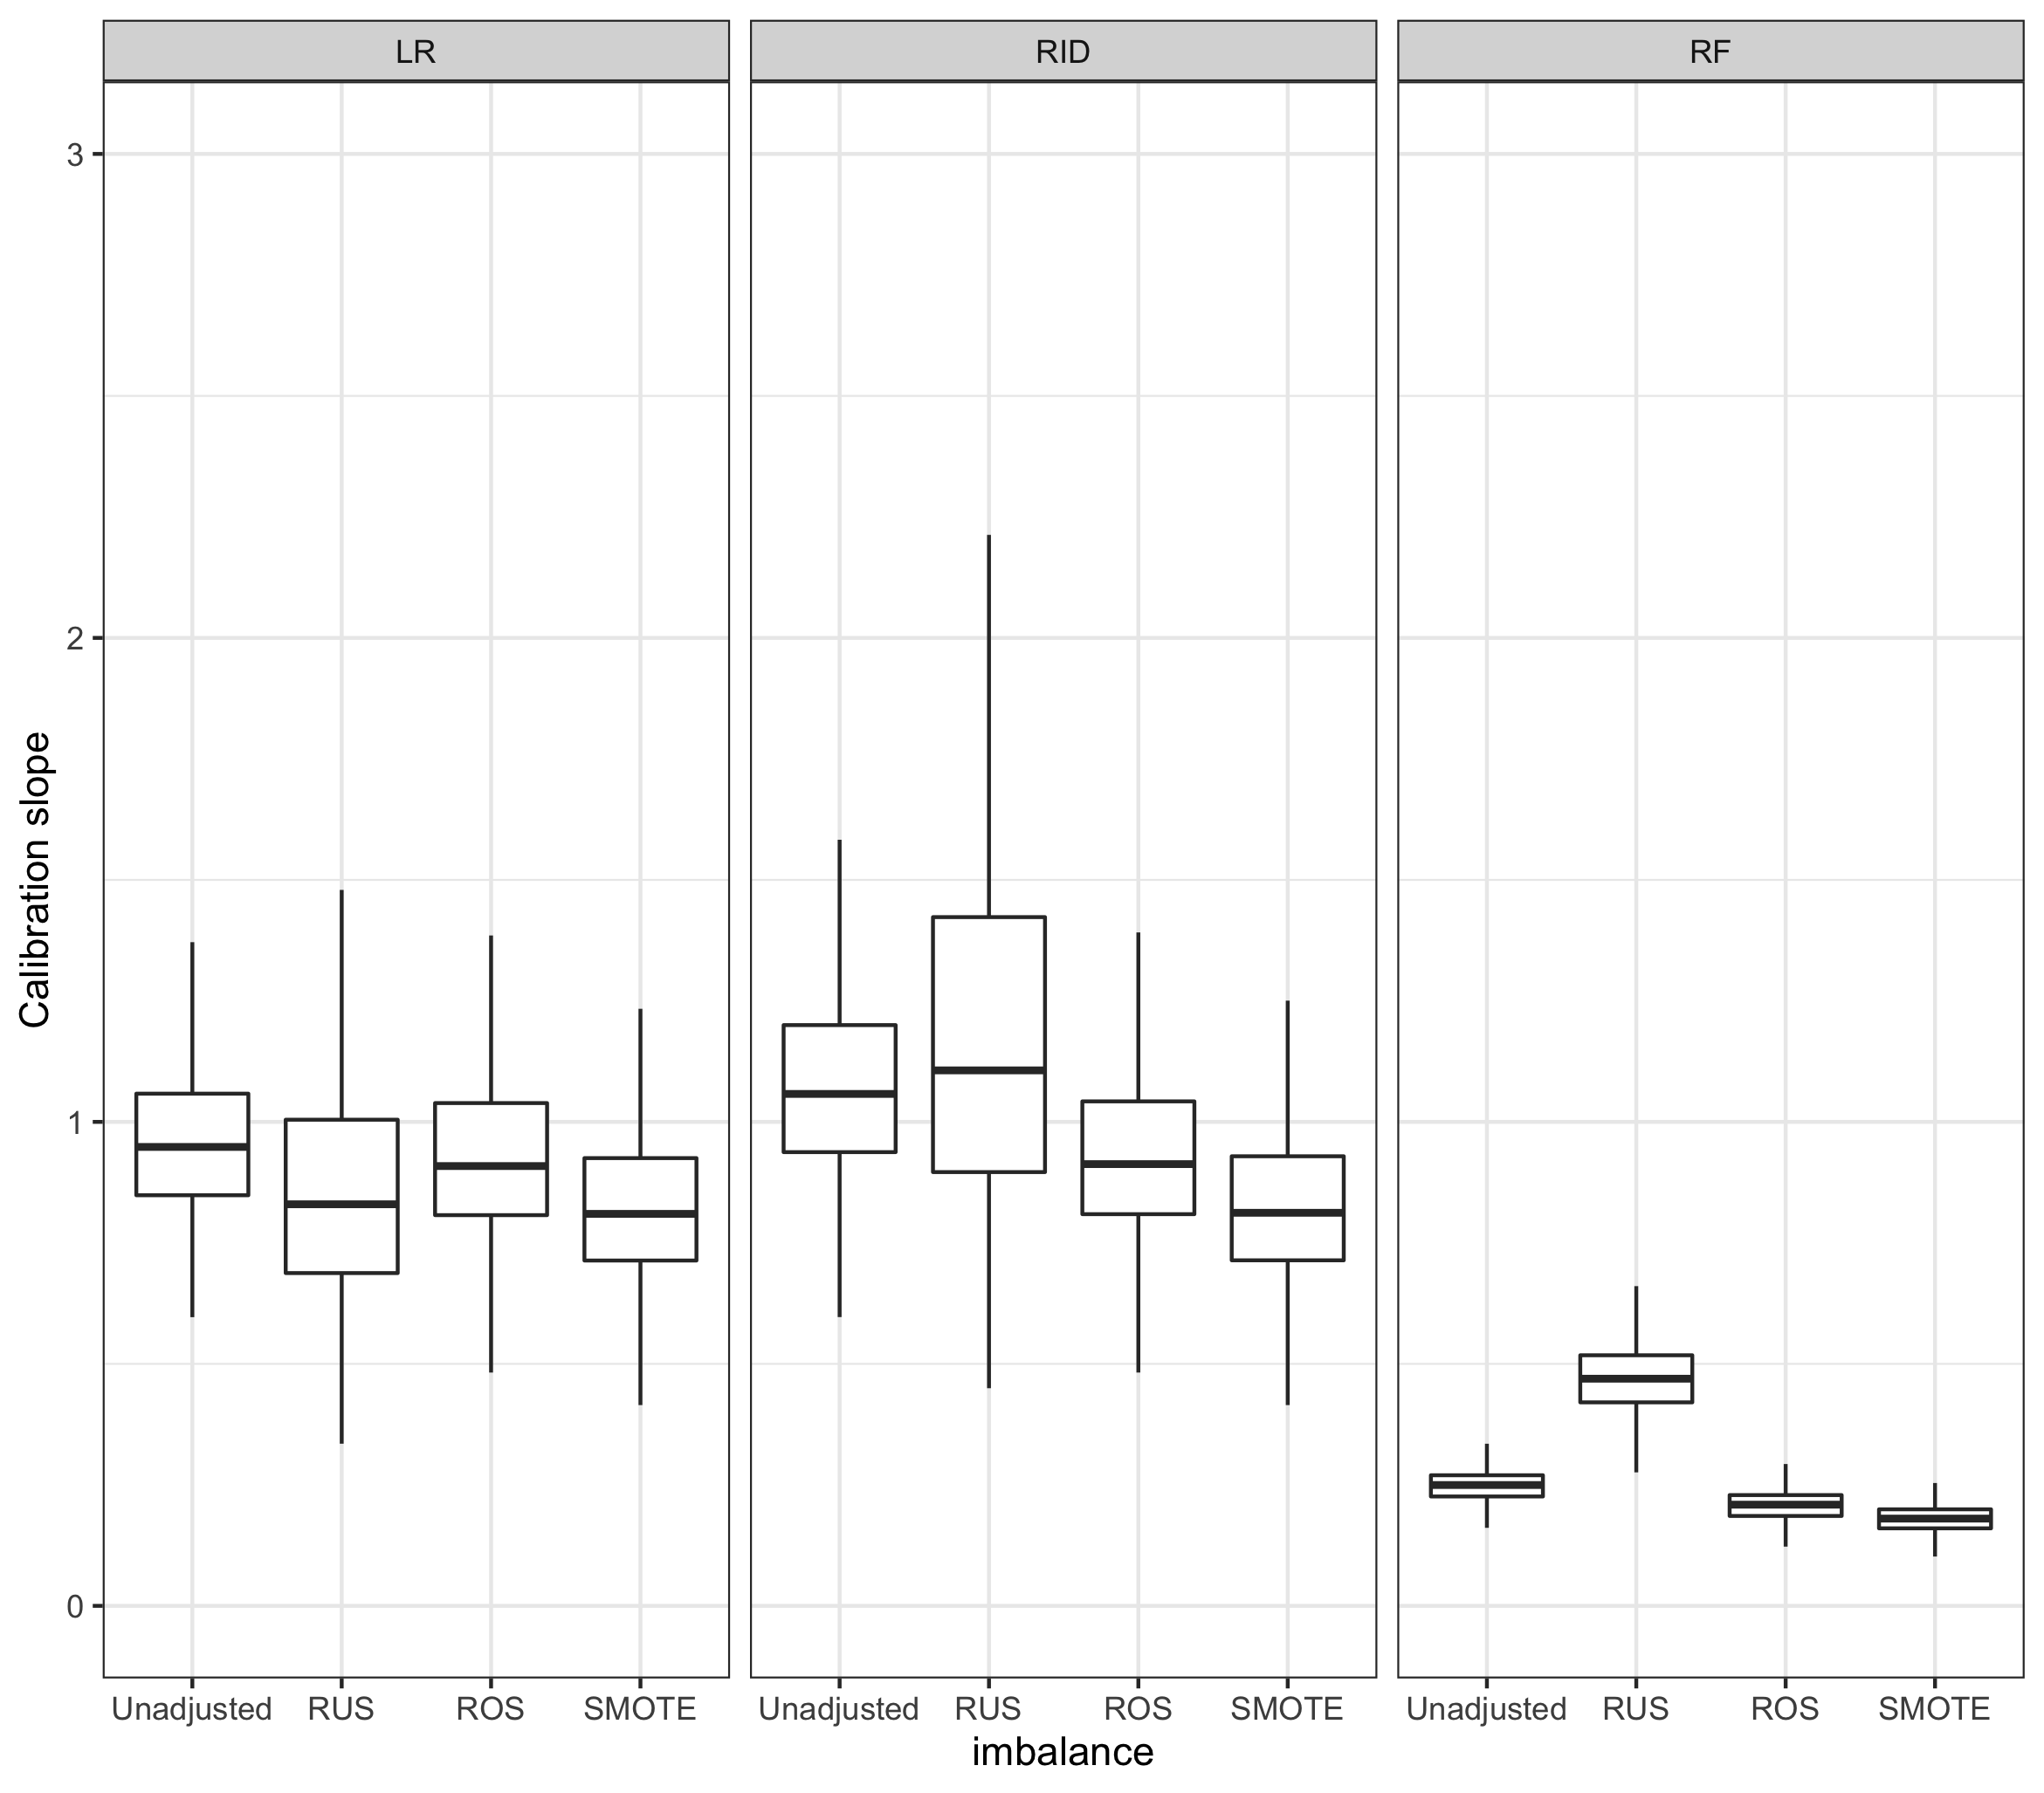 LR RID RF
3
2
1
0
Calibration slope
Unadjusted RUS ROS SMOTE Unadjusted RUS ROS SMOTE Unadjusted RUS ROS SMOTE
imbalance